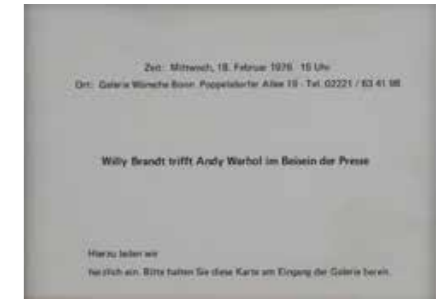 Zeit: Mittwoch, 18. Februar 1976 15 Uhr
Ort: Galerie Wünsche Bonn Poppelsdorfer Allee 19 · Tel. 02221 / 63 41 98
Willy Brandt trifft Andy Warhol im Beisein der Presse
Hierzu laden wir
herzlich ein. Bitte halten Sie diese Karte am Eingang der Galerie bereit.